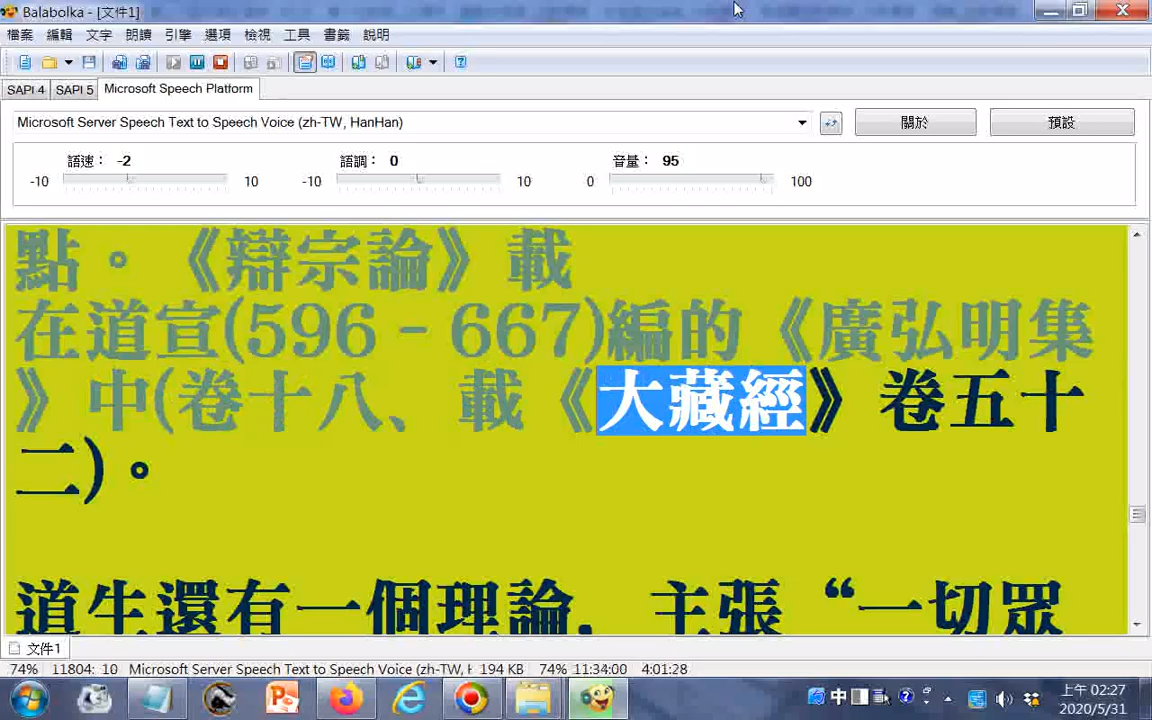 Balabolka - [文件1]
檔案 編輯 文字 朗讀 引擎 選項 檢視 工具 書籤 說明
SAPI 4 SAPI 5 Microsoft Speech Platform
Microsoft Server Speech Text to Speech Voice (zh-TW, HanHan) 關於 預設
語速： -2 語調： 0 音量： 95
-10 10 -10 10 0 100
點。《辯宗論》載
在道宣(596－667)編的《廣弘明集
》中(卷十八、載《大藏經》卷五十
二)。
道生還有一個理論，主張“一切眾
文件1
74% 11804: 10 Microsoft Server Speech Text to Speech Voice (zh-TW, H 194 KB 74% 11:34:00 4:01:28
中 上午 02:27
2020/5/31